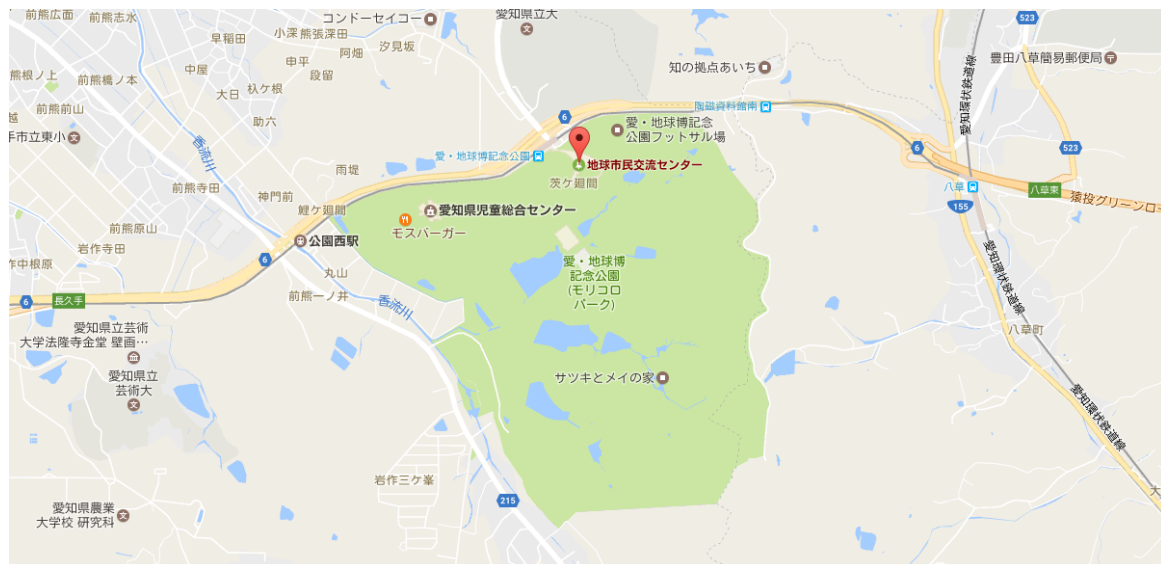 前熊広面
前熊志水
コンドーセイコー
愛知県立大
523
早稲田
小深
熊張深田
阿畑
汐見坂
申平
豊田八草簡易郵便局
前熊根ノ上
前熊橋ノ本
中屋
段留
知の拠点あいち
大日
杁ケ根
愛知環状鉄道線
前熊前山
越
助六
陶磁資料館南
6
手市立東小
香流川
愛・地球博記念
公園フットサル場
6
523
愛・地球博記念公園
地球市民交流センター
雨堤
茨ケ廻間
前熊寺田
神門前
八草
八草東
鯉ケ廻間
愛知県児童総合センター
155
猿投グリーンロー
モスバーガー
前熊原山
公園西駅
岩作寺田
作中根原
6
丸山
愛・地球博
記念公園
(モリコロ
パーク)
愛知環状鉄道線
前熊一ノ井
香流川
6
長久手
愛知県立芸術
大学法隆寺金堂 壁画…
八草町
愛知県立
芸術大
サツキとメイの家
愛知環状鉄道線
岩作三ケ峯
215
大
愛知県農業
大学校 研究科